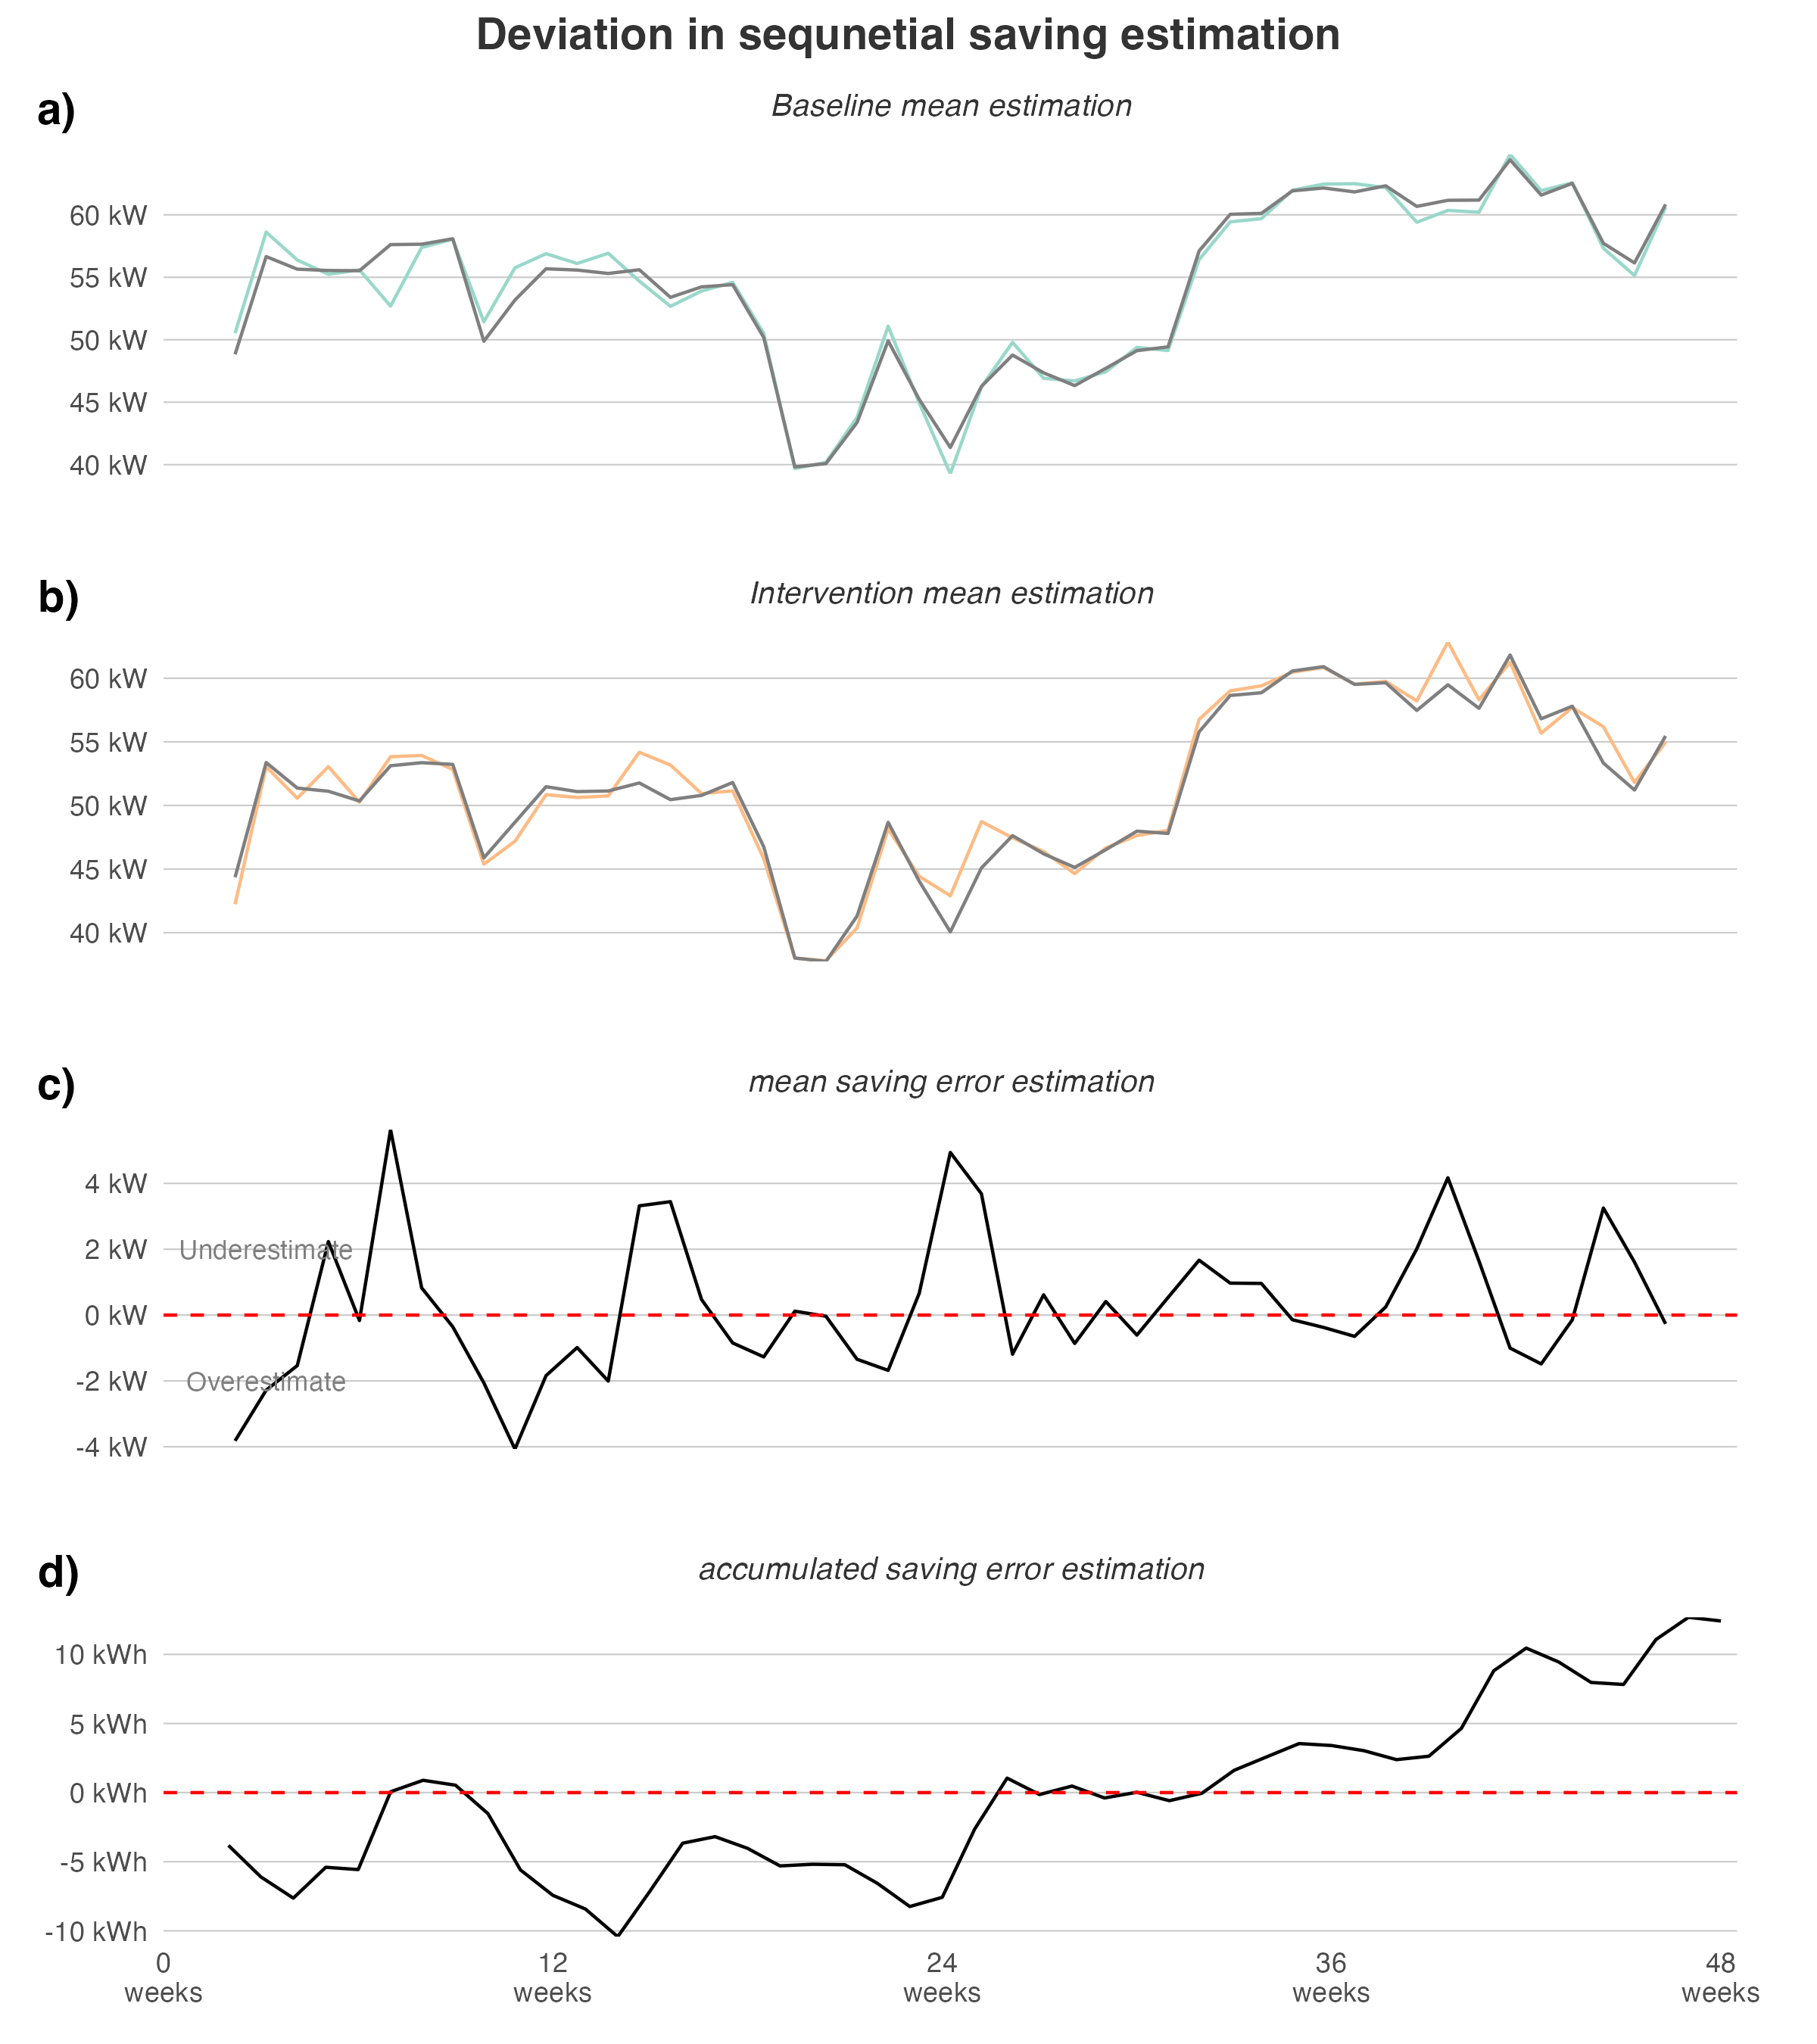 Deviation in sequnetial saving estimation
a)
Baseline mean estimation
60 kW
55 kW
50 kW
45 kW
40 kW
b)
Intervention mean estimation
60 kW
55 kW
50 kW
45 kW
40 kW
c)
mean saving error estimation
4 kW
2 kW
Underestimate
0 kW
-2 kW
Overestimate
-4 kW
d)
accumulated saving error estimation
10 kWh
5 kWh
0 kWh
-5 kWh
-10 kWh
0 12 24 36 48
weeks weeks weeks weeks weeks